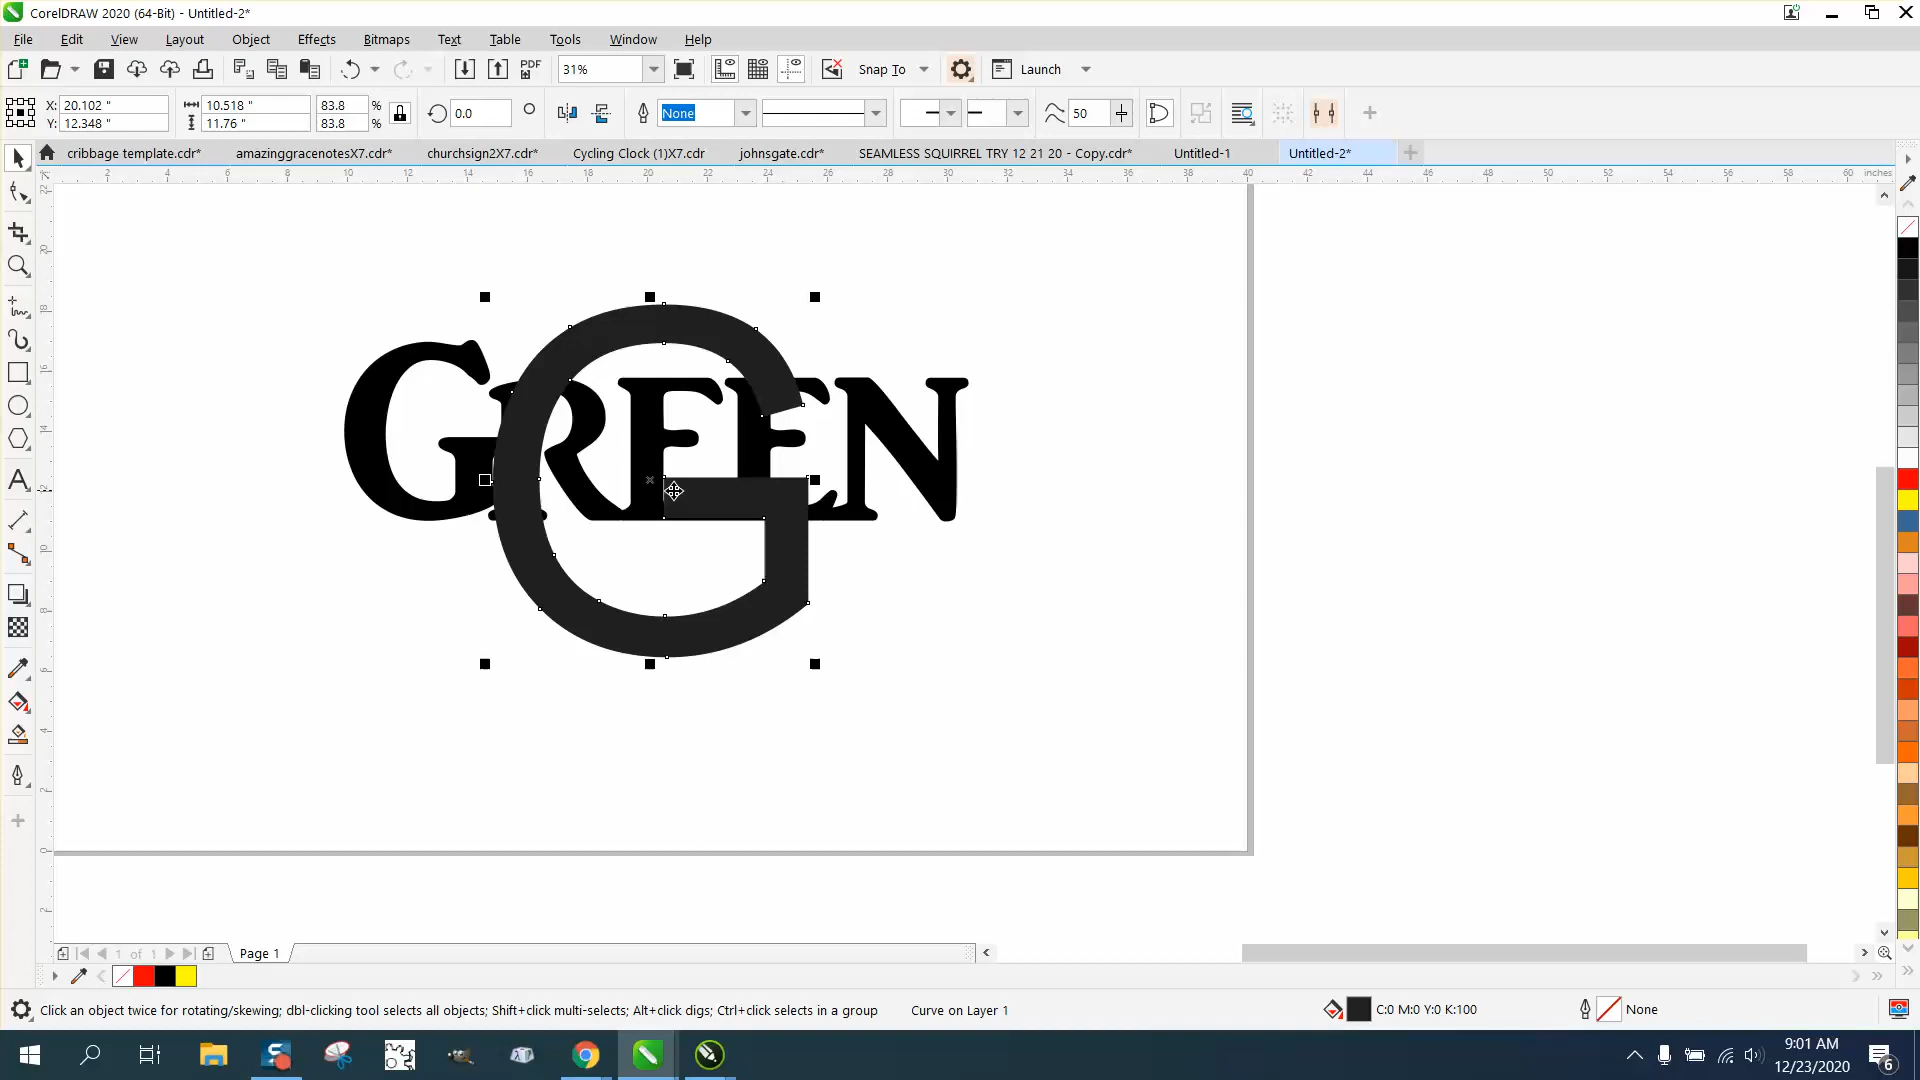 CorelDRAW 2020 (64-Bit) - Untitled-2*
File Edit View Layout Object Effects Bitmaps Text Table Tools Window Help
PDF 31% Snap To Launch
X: 20.102 " 10.518 " 83.8 % 0.0 None 50
Y: 12.348 " 11.76 " 83.8 %
cribbage template.cdr* amazinggracenotesX7.cdr* churchsign2X7.cdr* Cycling Clock (1)X7.cdr johnsgate.cdr* SEAMLESS SQUIRREL TRY 12 21 20 - Copy.cdr* Untitled-1 Untitled-2*
2 4 6 8 10 12 14 16 18 20 22 24 26 28 30 32 34 36 38 40 42 44 46 48 50 52 54 56 58 60 inches
GREEN
G
1 of 1 Page 1
Click an object twice for rotating/skewing; dbl-clicking tool selects all objects; Shift+click multi-selects; Alt+click digs; Ctrl+click selects in a group Curve on Layer 1 C:0 M:0 Y:0 K:100 None
9:01 AM
12/23/2020
6